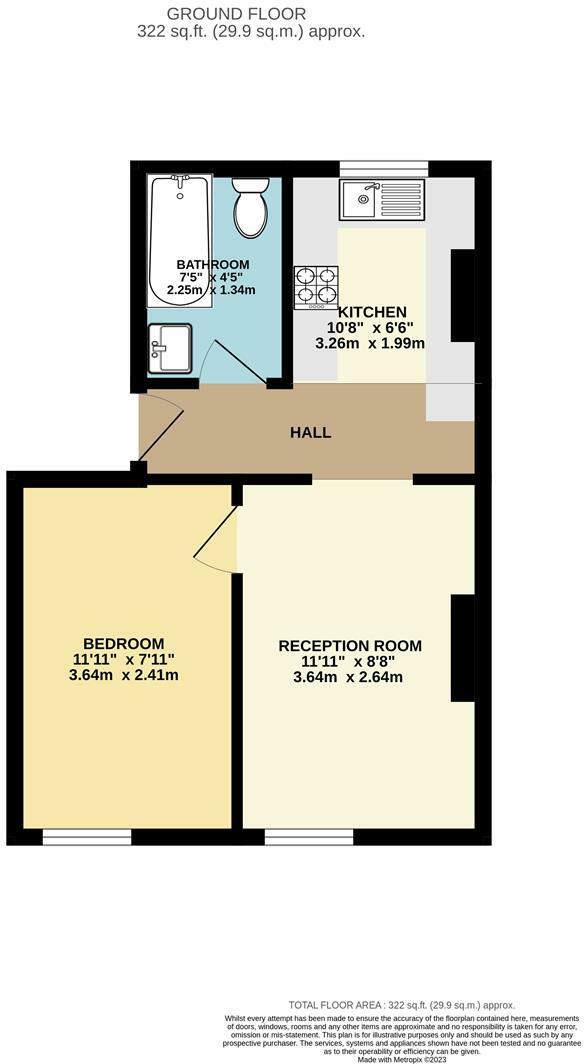 GROUND FLOOR
322 sq.ft. (29.9 sq.m.) approx.
BATHROOM
7'5" x 4'5"
2.25m x 1.34m
KITCHEN
10'8" x 6'6"
3.26m x 1.99m
HALL
BEDROOM
11'11" x 7'11"
3.64m x 2.41m
RECEPTION ROOM
11'11" x 8'8"
3.64m x 2.64m
TOTAL FLOOR AREA : 322 sq.ft. (29.9 sq.m.) approx.
Whilst every attempt has been made to ensure the accuracy of the floorplan contained here, measurements
of doors, windows, rooms and any other items are approximate and no responsibility is taken for any error,
omission or mis-statement. This plan is for illustrative purposes only and should be used as such by any
prospective purchaser. The services, systems and appliances shown have not been tested and no guarantee
as to their operability or efficiency can be given.
Made with Metropix ©2023